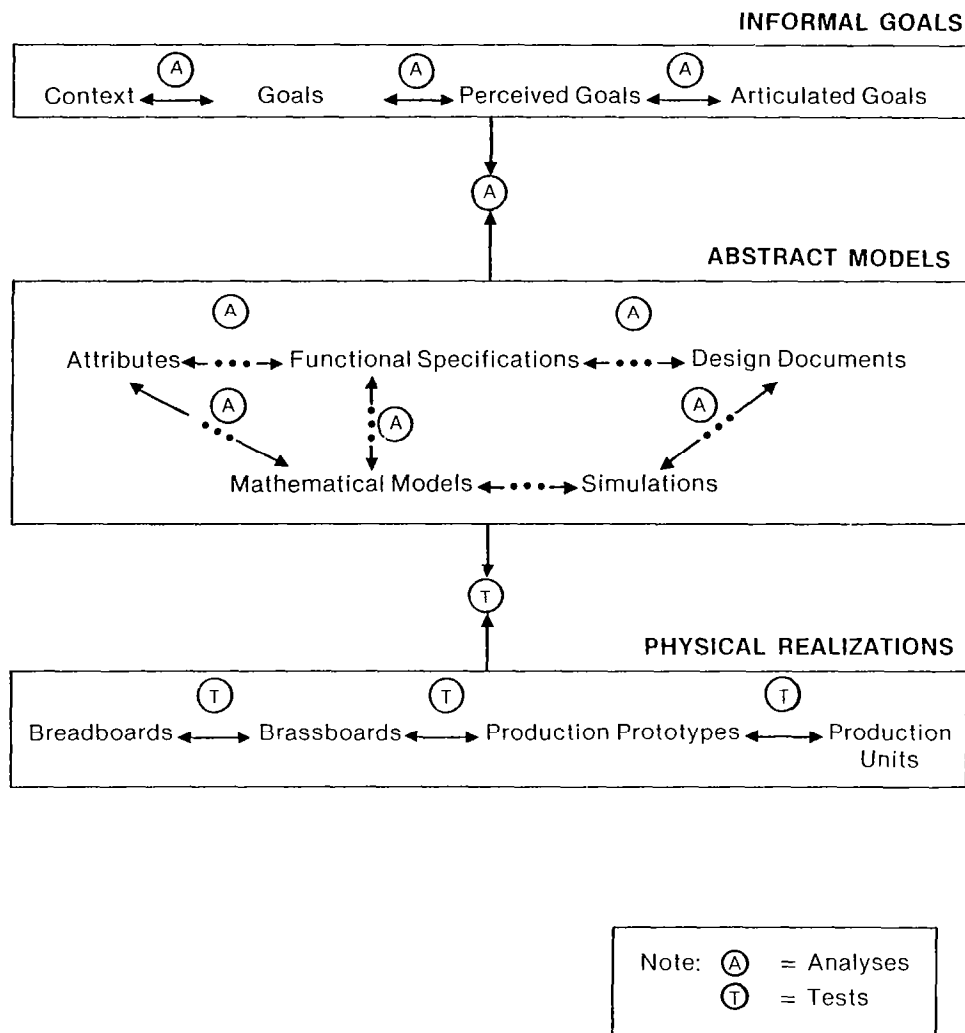 INFORMAL GOALS
A A A
Context Goals Perceived Goals Articulated Goals
A
ABSTRACT MODELS
A A
Attributes Functional Specifications Design Documents
A A A
Mathematical Models Simulations
T
PHYSICAL REALIZATIONS
T T T
Breadboards Brassboards Production Prototypes Production
Units
Note: A = Analyses
T = Tests